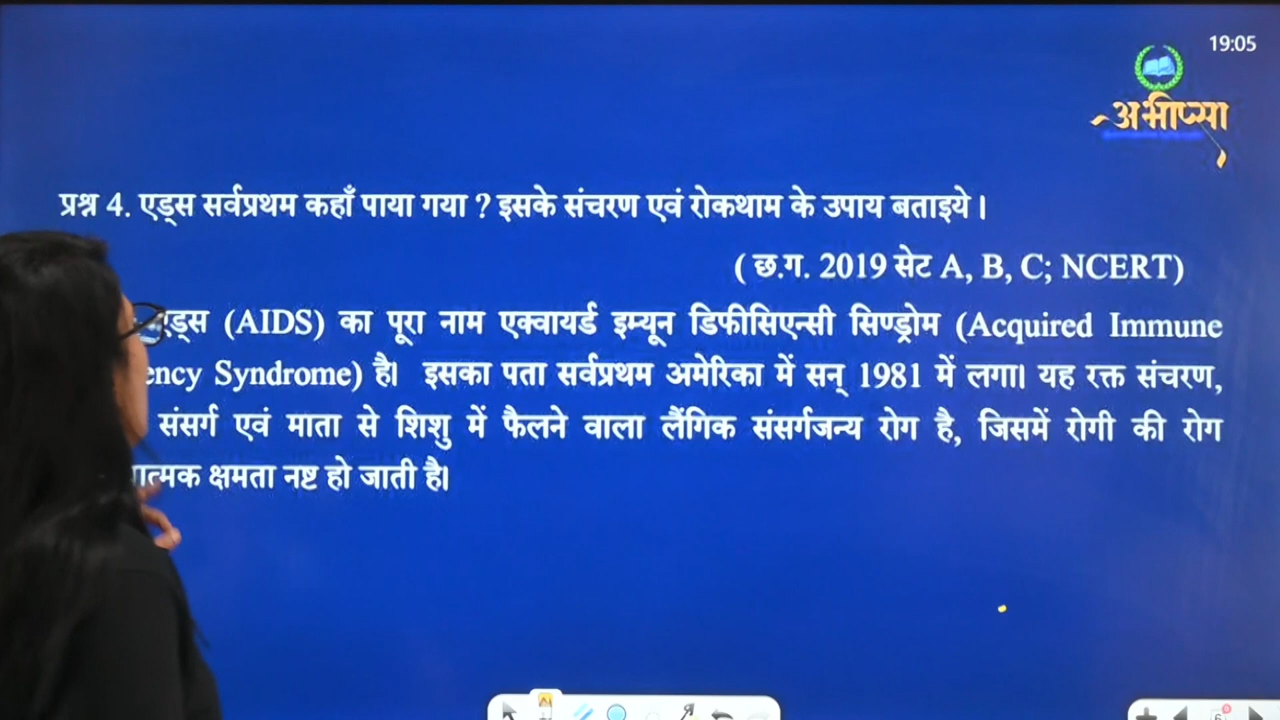 19:05
अभीप्सा
प्रश्न 4. एड्स सर्वप्रथम कहाँ पाया गया ? इसके संचरण एवं रोकथाम के उपाय बताइये ।
( छ.ग. 2019 सेट A, B, C; NCERT)
एड्स (AIDS) का पूरा नाम एक्वायर्ड इम्यून डिफीसिएन्सी सिण्ड्रोम (Acquired Immune
ency Syndrome) है। इसका पता सर्वप्रथम अमेरिका में सन् 1981 में लगा। यह रक्त संचरण,
संसर्ग एवं माता से शिशु में फैलने वाला लैंगिक संसर्गजन्य रोग है, जिसमें रोगी की रोग
ात्मक क्षमता नष्ट हो जाती है।